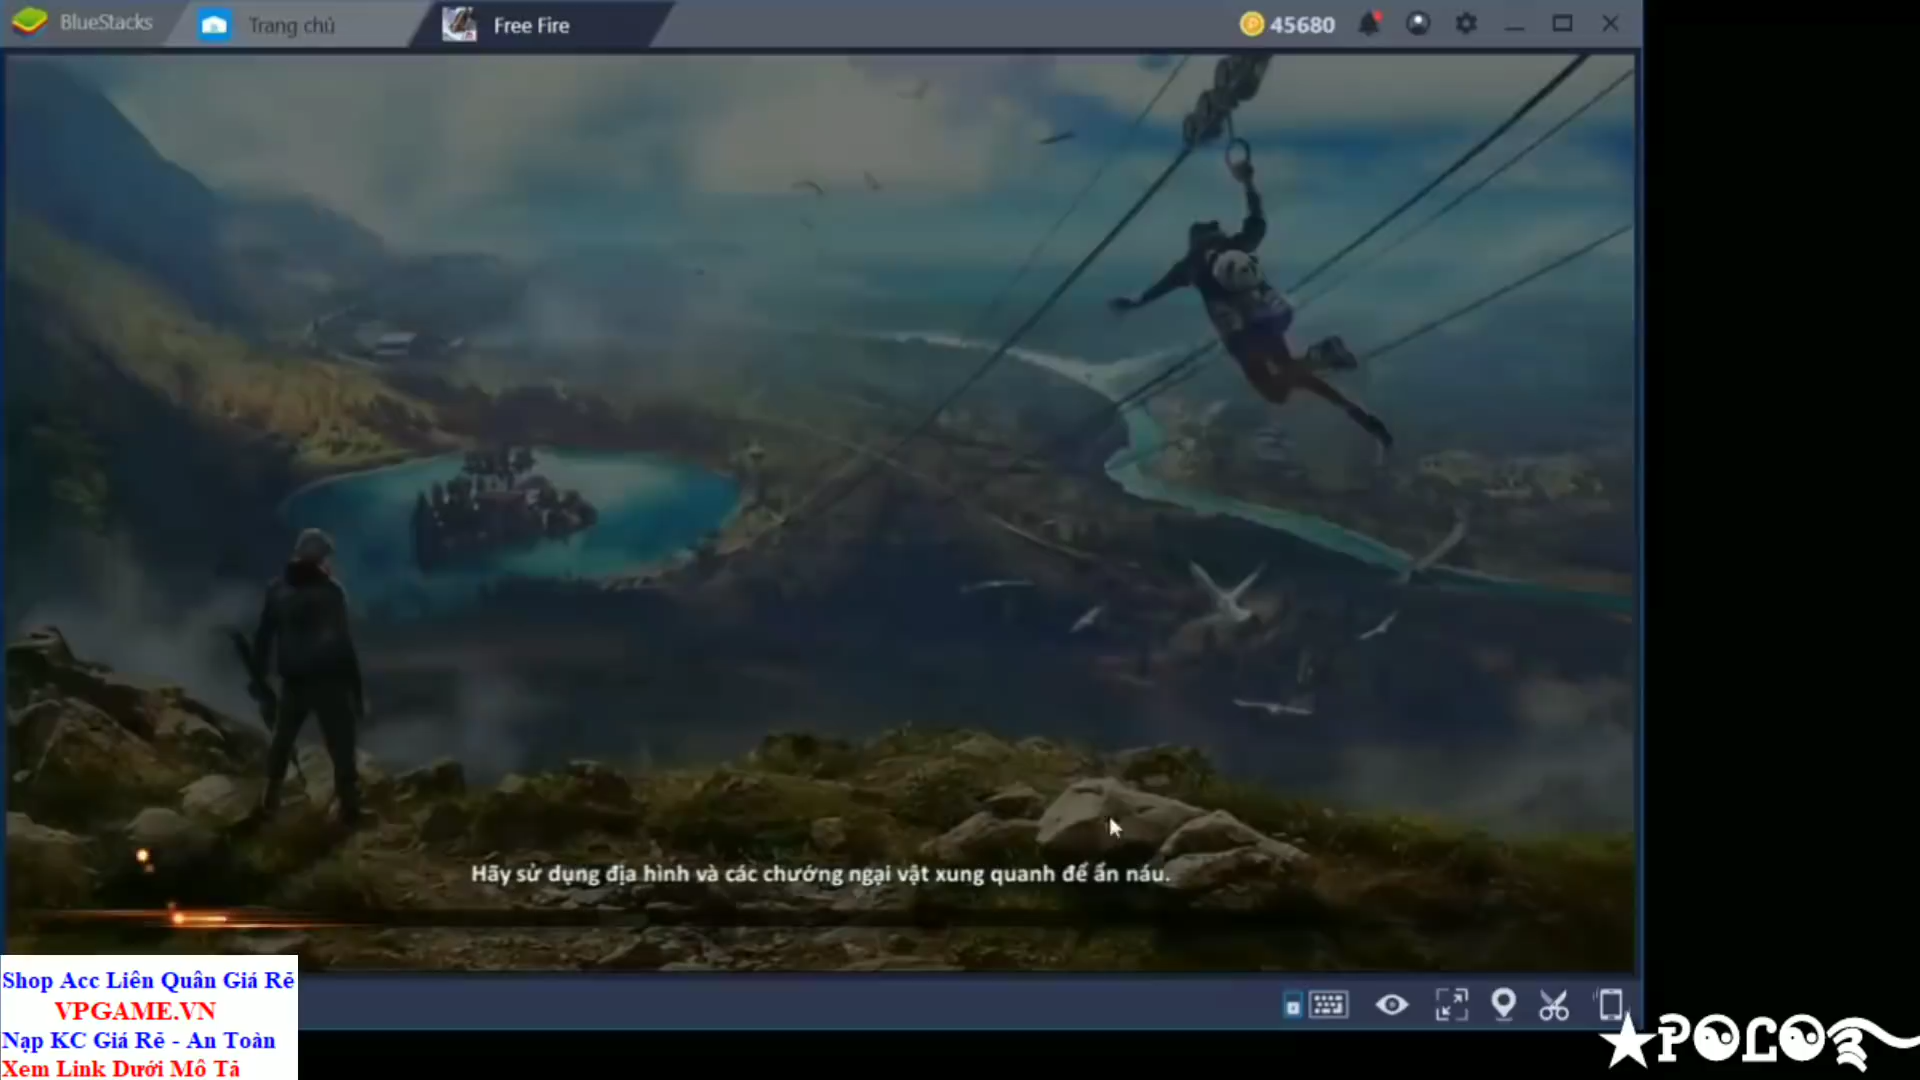 BlueStacks
Trang chủ
Free Fire
45680
Hãy sử dụng địa hình và các chướng ngại vật xung quanh để ẩn náu.
Shop Acc Liên Quân Giá Rẻ
VPGAME.VN
Nạp KC Giá Rẻ - An Toàn
Xem Link Dưới Mô Tả
★POLO